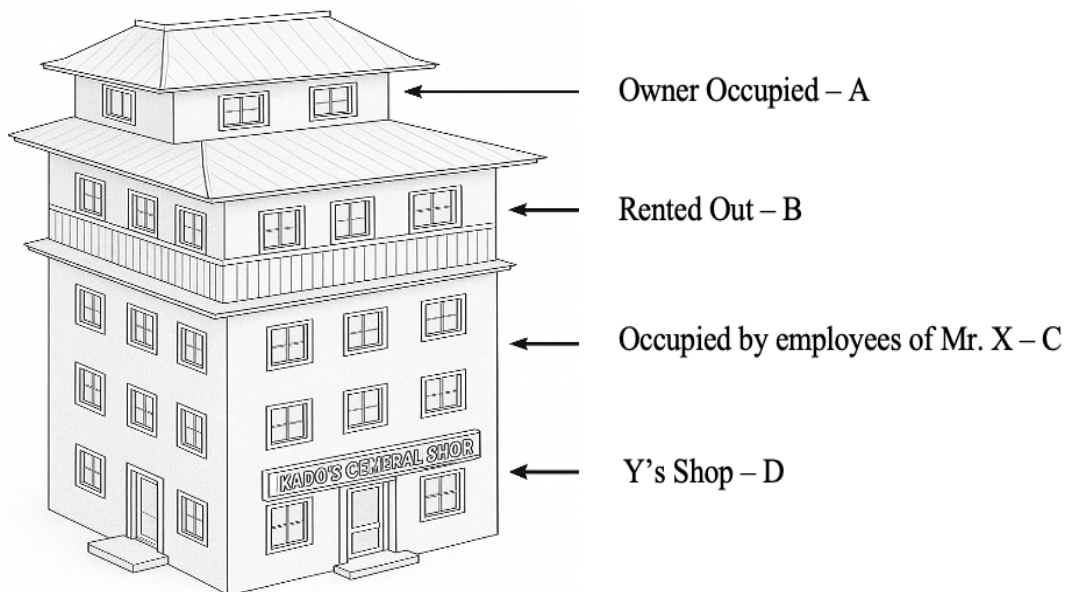 Owner Occupied – A
Rented Out – B
Occupied by employees of Mr. X – C
KADO'S CEMERAL SHOR
Y's Shop – D